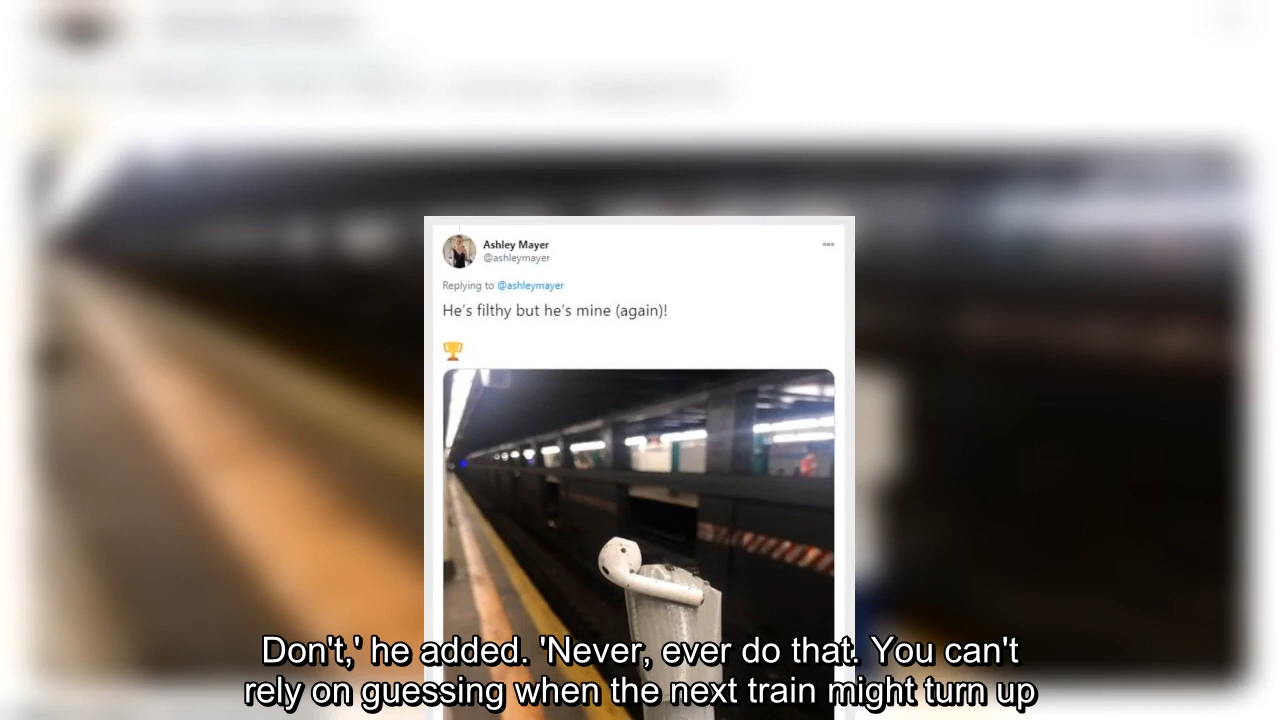 Ashley Mayer
@ashleymayer
Replying to @ashleymayer
He's filthy but he's mine (again)!
🏆
Don't,' he added. 'Never, ever do that. You can't
rely on guessing when the next train might turn up